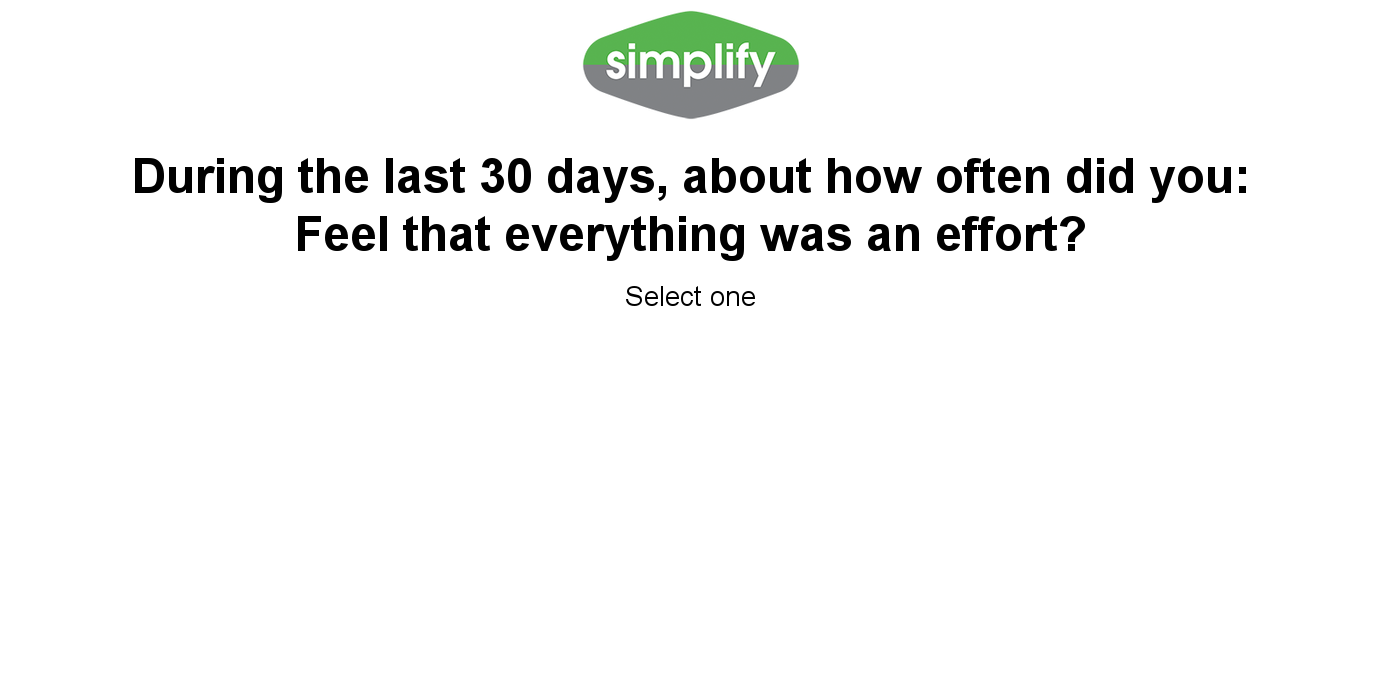 simplify
During the last 30 days, about how often did you:
Feel that everything was an effort?
Select one